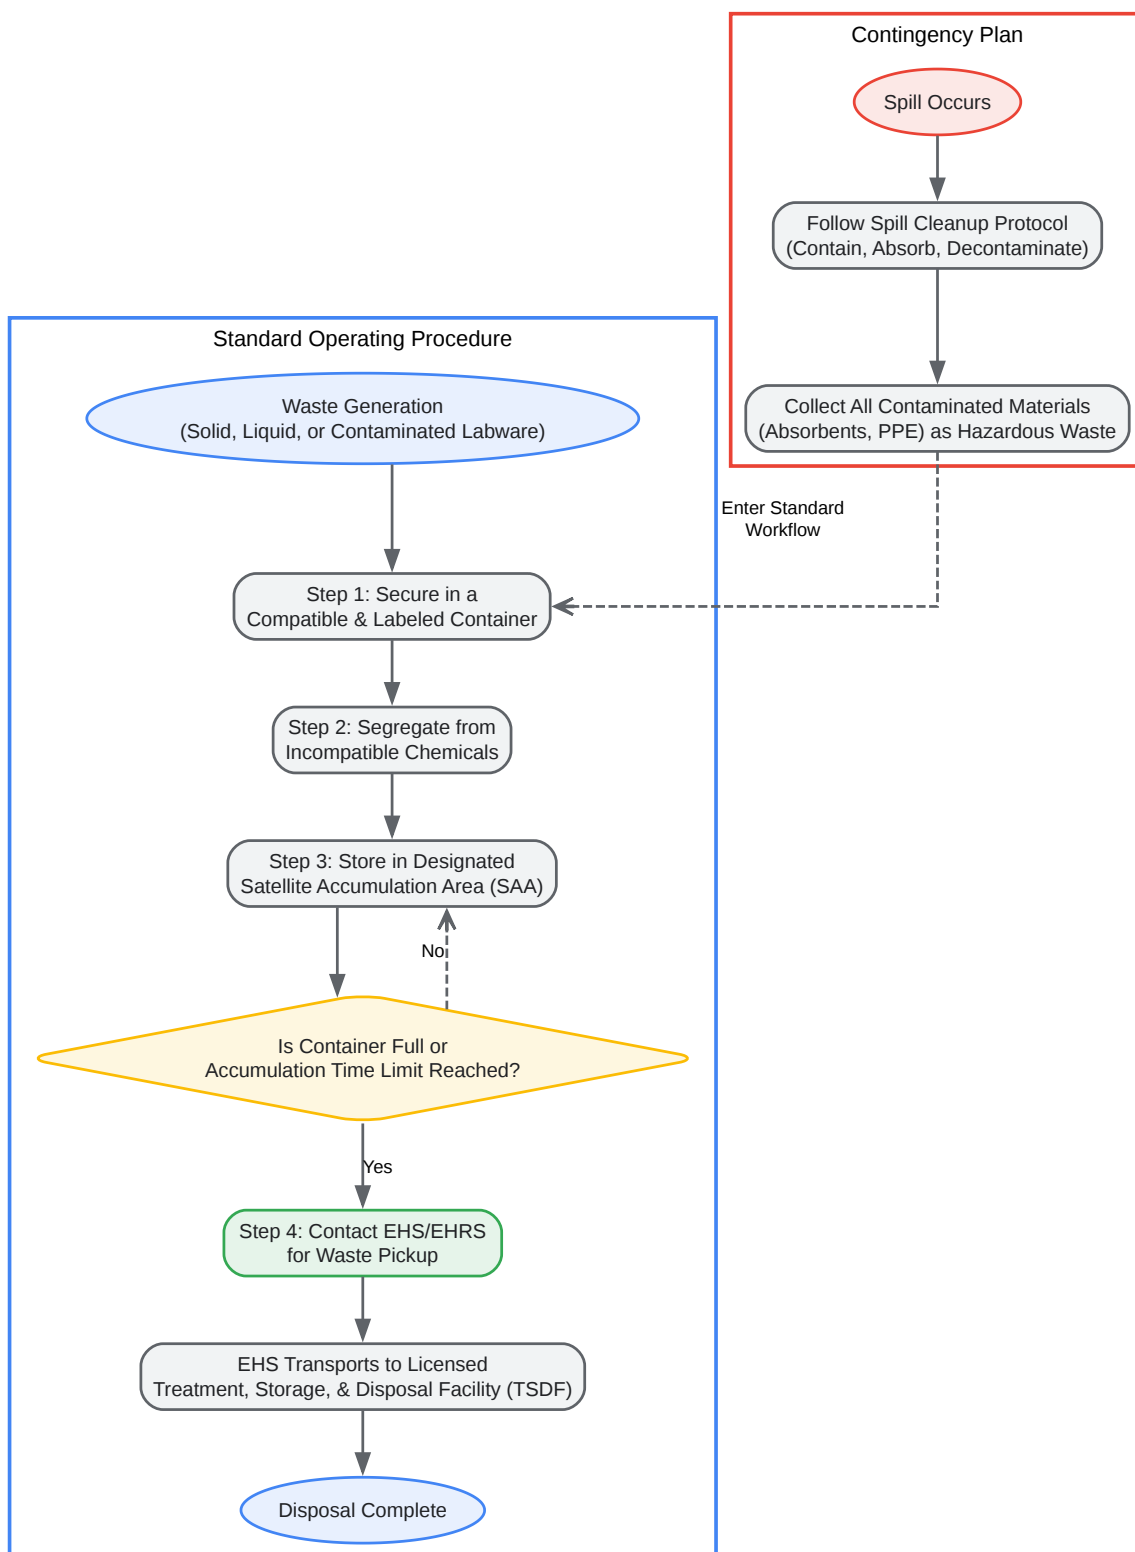 Contingency Plan
Spill Occurs
Follow Spill Cleanup Protocol
(Contain, Absorb, Decontaminate)
Collect All Contaminated Materials
(Absorbents, PPE) as Hazardous Waste
Enter Standard
Workflow
Standard Operating Procedure
Waste Generation
(Solid, Liquid, or Contaminated Labware)
Step 1: Secure in a
Compatible & Labeled Container
Step 2: Segregate from
Incompatible Chemicals
Step 3: Store in Designated
Satellite Accumulation Area (SAA)
No
Is Container Full or
Accumulation Time Limit Reached?
Yes
Step 4: Contact EHS/EHRS
for Waste Pickup
EHS Transports to Licensed
Treatment, Storage, & Disposal Facility (TSDF)
Disposal Complete